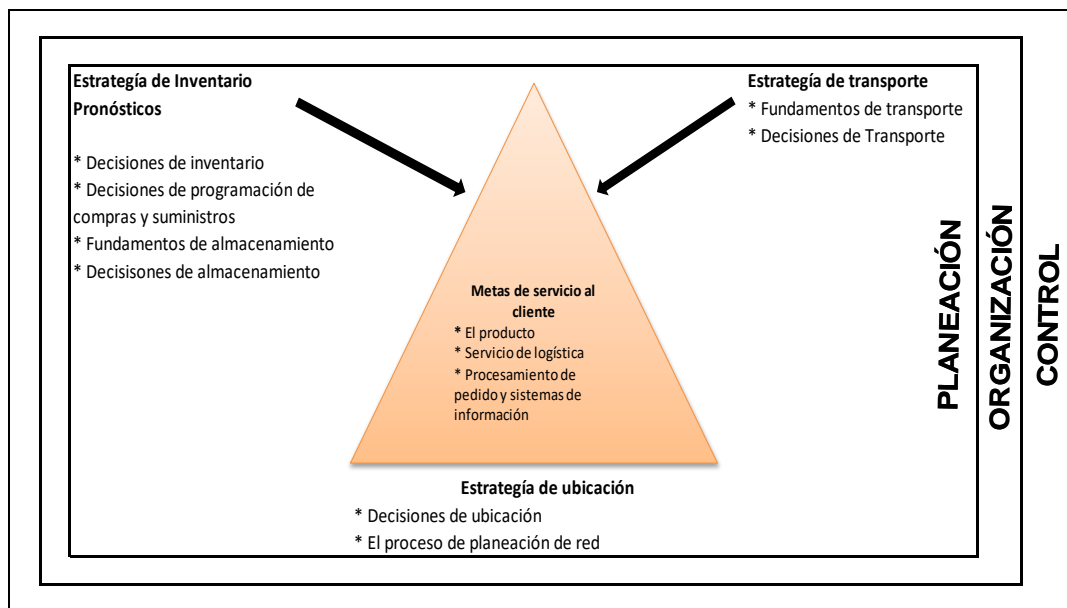 Estrategía de Inventario
Pronósticos
* Decisiones de inventario
* Decisiones de programación de
compras y suministros
* Fundamentos de almacenamiento
* Decisisones de almacenamiento
Estrategía de transporte
* Fundamentos de transporte
* Decisiones de Transporte
Metas de servicio al
cliente
* El producto
* Servicio de logística
* Procesamiento de
pedido y sistemas de
información
Estrategía de ubicación
* Decisiones de ubicación
* El proceso de planeación de red
PLANEACIÓN
ORGANIZACIÓN
CONTROL